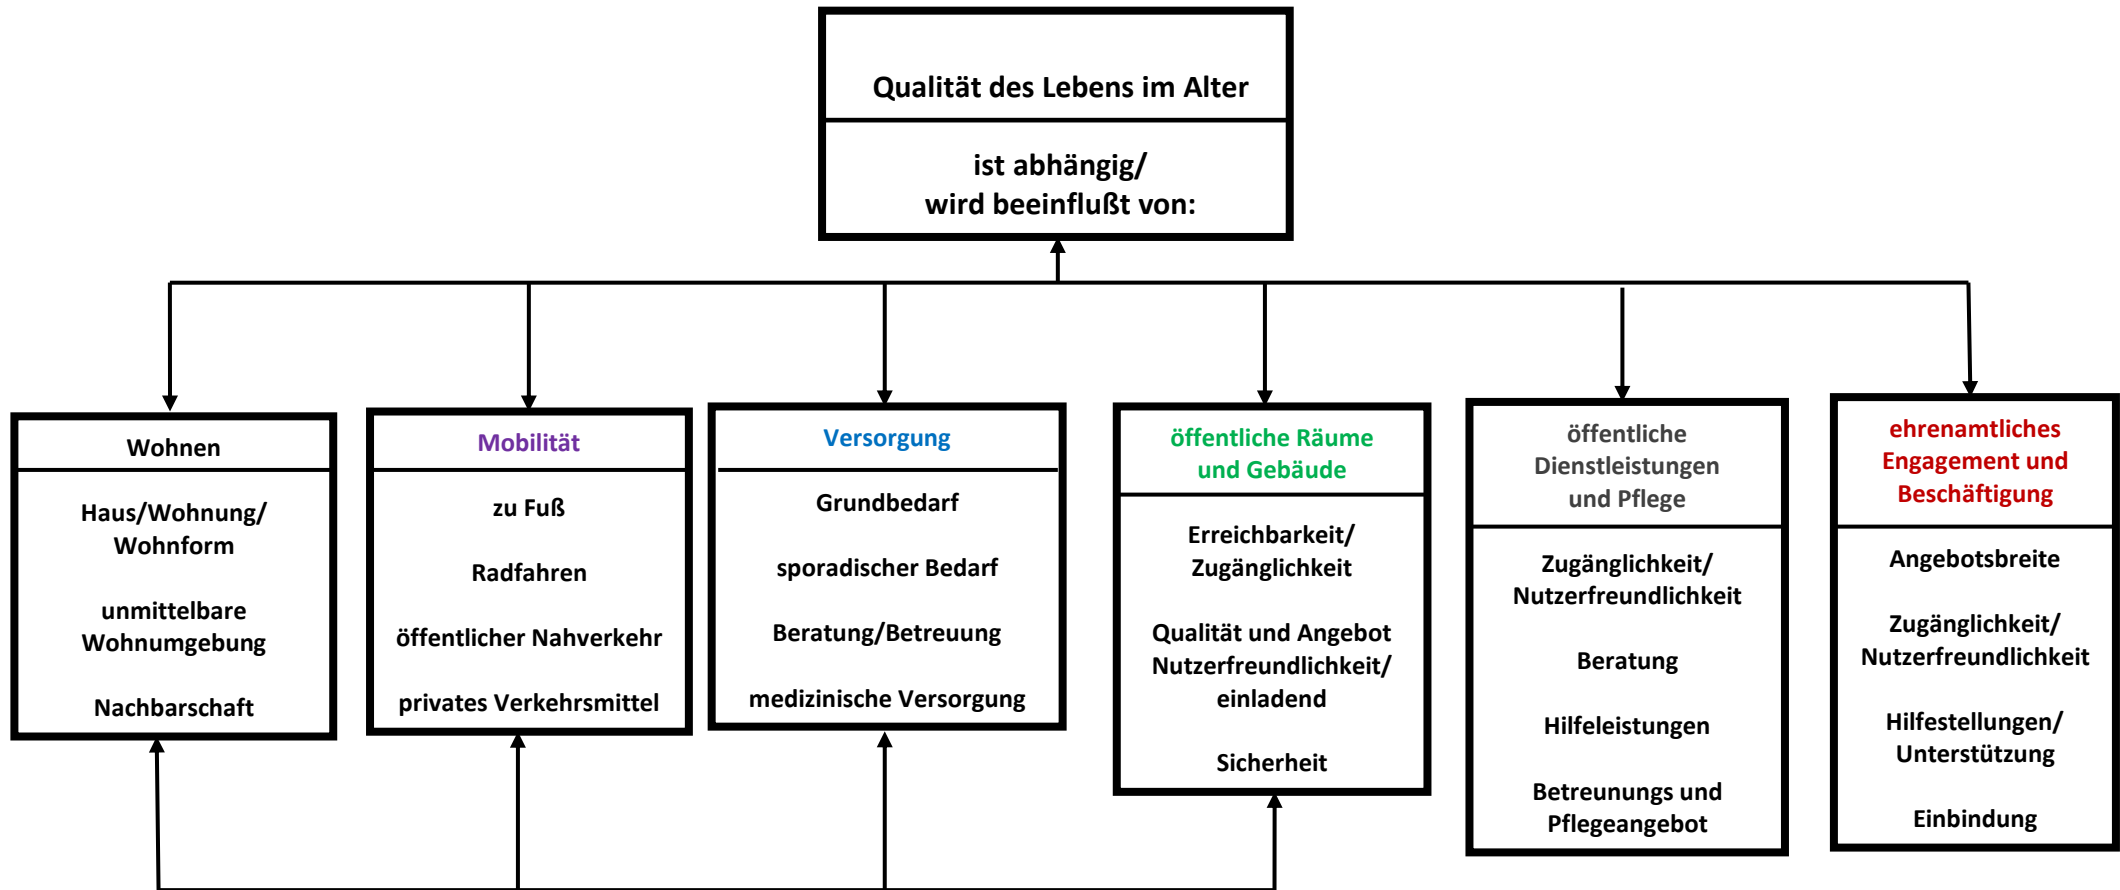 Qualität des Lebens im Alter
ist abhängig/
wird beeinflußt von:
Wohnen
Haus/Wohnung/
Wohnform
unmittelbare
Wohnumgebung
Nachbarschaft
Mobilität
zu Fuß
Radfahren
öffentlicher Nahverkehr
privates Verkehrsmittel
Versorgung
Grundbedarf
sporadischer Bedarf
Beratung/Betreuung
medizinische Versorgung
öffentliche Räume
und Gebäude
Erreichbarkeit/
Zugänglichkeit
Qualität und Angebot
Nutzerfreundlichkeit/
einladend
Sicherheit
öffentliche
Dienstleistungen
und Pflege
Zugänglichkeit/
Nutzerfreundlichkeit
Beratung
Hilfeleistungen
Betreunungs und
Pflegeangebot
ehrenamtliches
Engagement und
Beschäftigung
Angebotsbreite
Zugänglichkeit/
Nutzerfreundlichkeit
Hilfestellungen/
Unterstützung
Einbindung